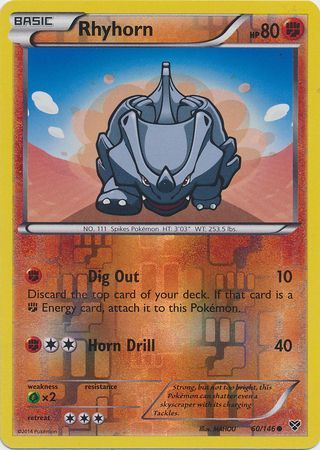 BASIC
Rhyhorn
HP80
NO. 111 Spikes Pokémon HT: 3'03" WT: 253.5 lbs.
Dig Out 10
Discard the top card of your deck. If that card is a
Energy card, attach it to this Pokémon.
Horn Drill 40
weakness resistance
×2
retreat
Strong, but not too bright, this
Pokémon can shatter even a
skyscraper with its charging
Tackles.
©2014 Pokémon
Illus. MAHOU
60/146
XY